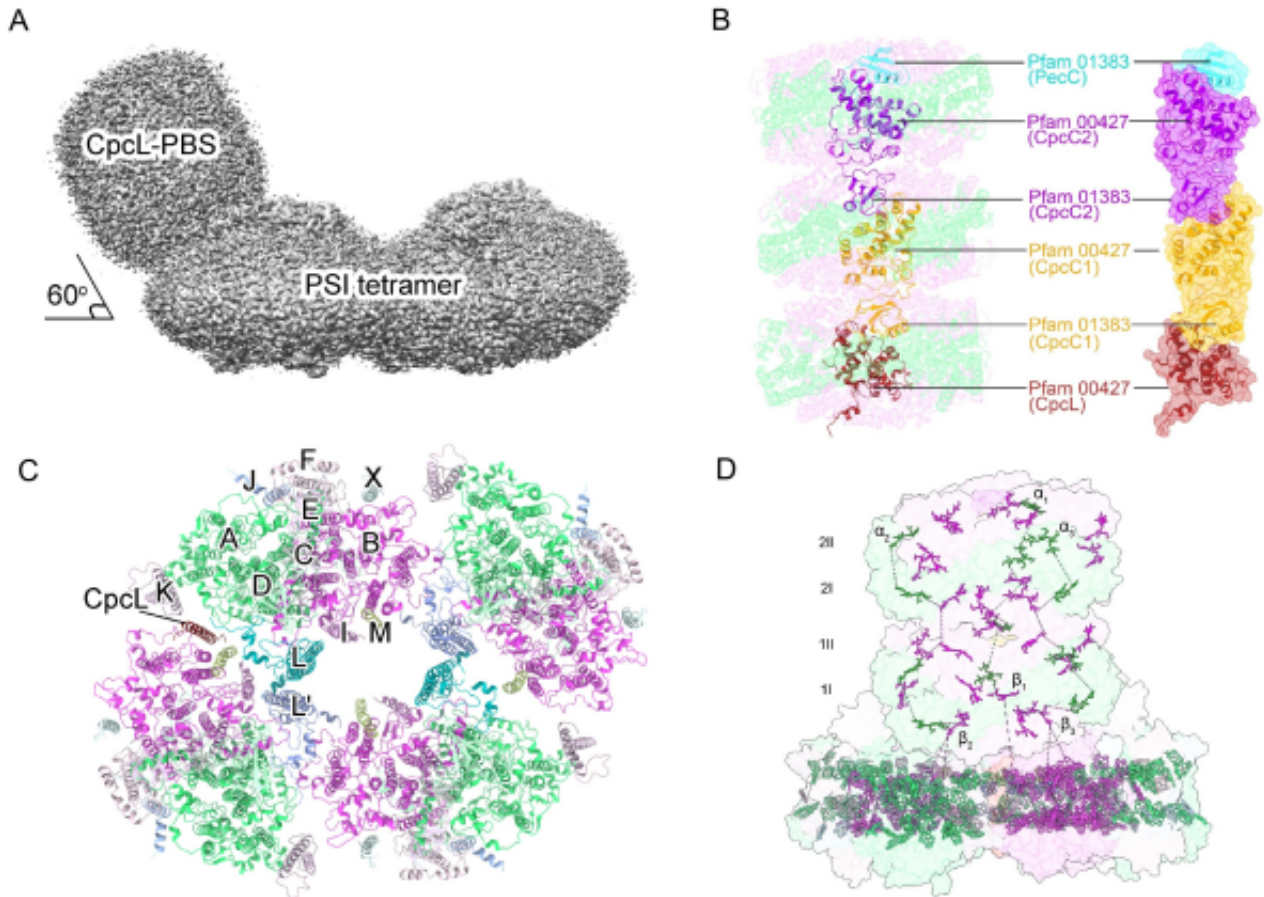 A
CpcL-PBS
60°
PSI tetramer
B
Pfam 01383
(PecC)
Pfam 00427
(CpcC2)
Pfam 01383
(CpcC2)
Pfam 00427
(CpcC1)
Pfam 01383
(CpcC1)
Pfam 00427
(CpcL)
C
F
J
X
E
A
B
C
K
D
CpcL
I
M
L
L'
D
α₁
α₂
α₃
2II
2I
1II
1I
β₁
β₂
β₃